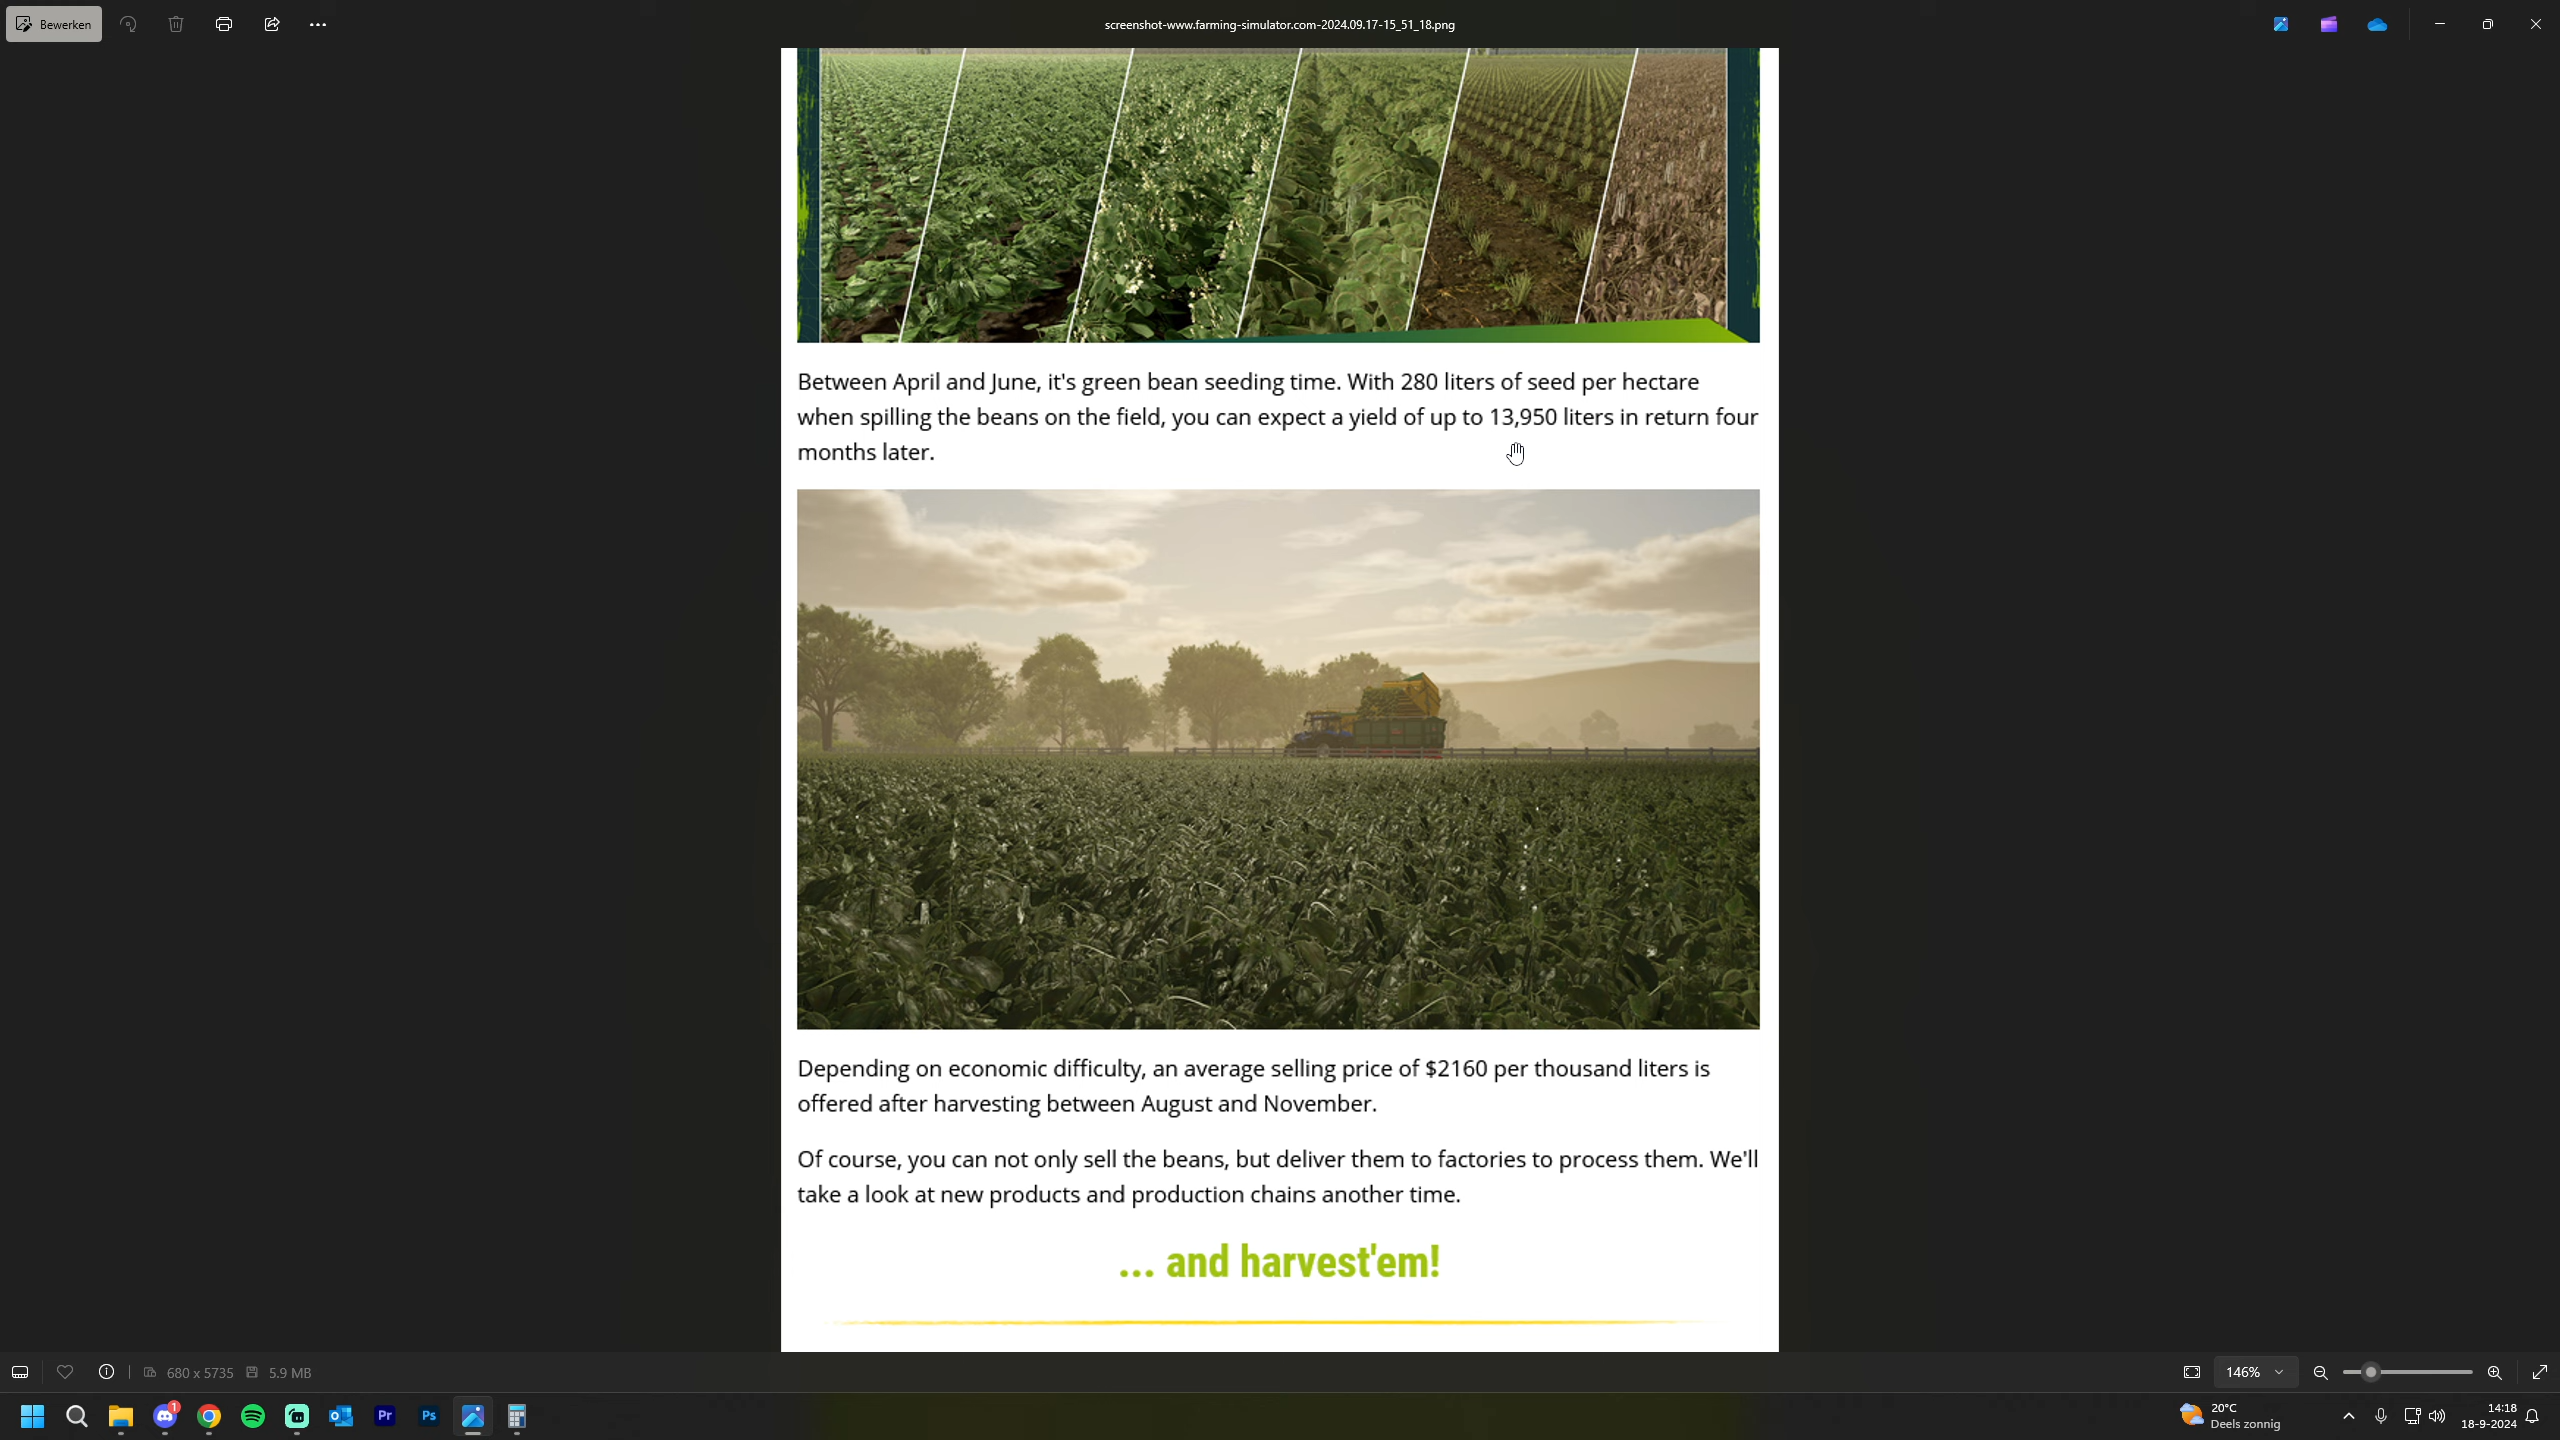 Bewerken
screenshot-www.farming-simulator.com-2024.09.17-15_51_18.png
Between April and June, it's green bean seeding time. With 280 liters of seed per hectare
when spilling the beans on the field, you can expect a yield of up to 13,950 liters in return four
months later.
Depending on economic difficulty, an average selling price of $2160 per thousand liters is
offered after harvesting between August and November.
Of course, you can not only sell the beans, but deliver them to factories to process them. We'll
take a look at new products and production chains another time.
... and harvest'em!
680 x 5735 5.9 MB
146%
1
Pr
Ps
20°C
Deels zonnig
14:18
18-9-2024